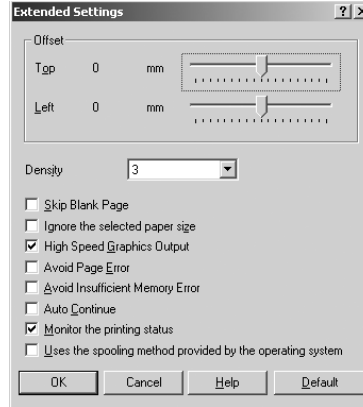 Extended Settings
Offset
Top 0 mm
Left 0 mm
Density 3
Skip Blank Page
Ignore the selected paper size
High Speed Graphics Output
Avoid Page Error
Avoid Insufficient Memory Error
Auto Continue
Monitor the printing status
Uses the spooling method provided by the operating system
OK Cancel Help Default